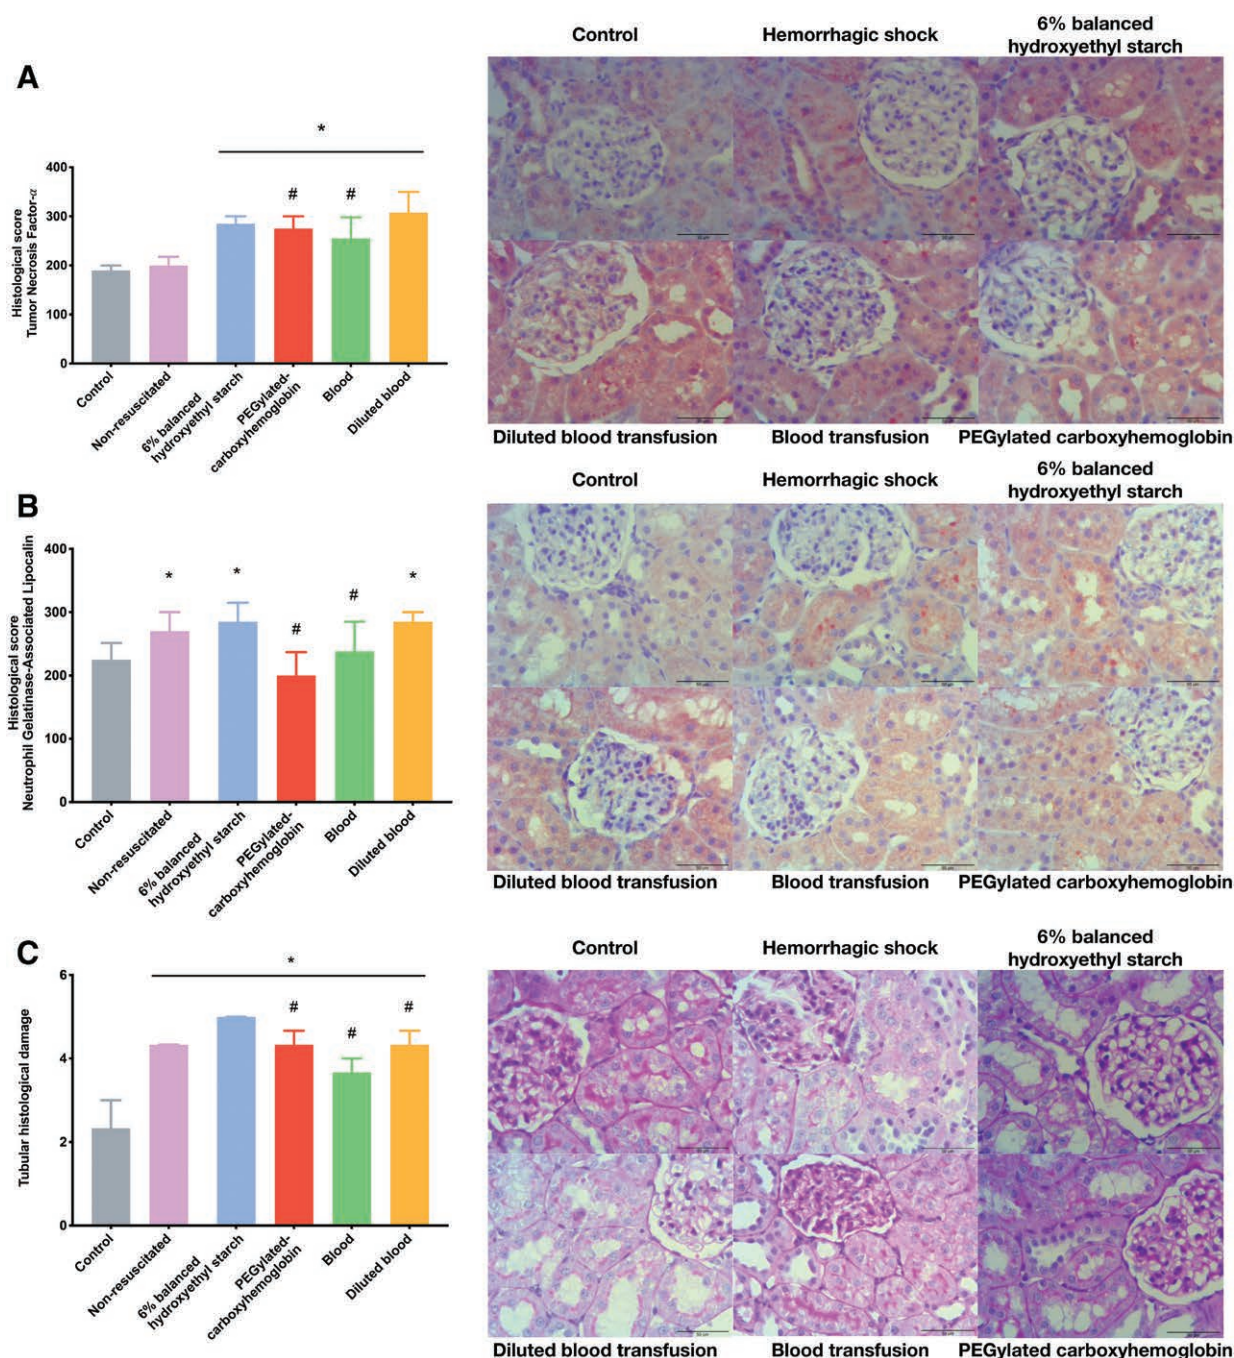 A
Control
Hemorrhagic shock
6% balanced
hydroxyethyl starch
*
Histological score
Tumor Necrosis Factor-α
400
300
200
100
0
#
#
Control
Non-resuscitated
6% balanced
hydroxyethyl starch
PEGylated-
carboxyhemoglobin
Blood
Diluted blood
Diluted blood transfusion
Blood transfusion
PEGylated carboxyhemoglobin
B
Control
Hemorrhagic shock
6% balanced
hydroxyethyl starch
Histological score
Neutrophil Gelatinase-Associated Lipocalin
400
300
200
100
0
*
*
#
#
*
Control
Non-resuscitated
6% balanced
hydroxyethyl starch
PEGylated-
carboxyhemoglobin
Blood
Diluted blood
Diluted blood transfusion
Blood transfusion
PEGylated carboxyhemoglobin
C
Control
Hemorrhagic shock
6% balanced
hydroxyethyl starch
Tubular histological damage
6
4
2
0
*
#
#
#
Control
Non-resuscitated
6% balanced
hydroxyethyl starch
PEGylated-
carboxyhemoglobin
Blood
Diluted blood
Diluted blood transfusion
Blood transfusion
PEGylated carboxyhemoglobin